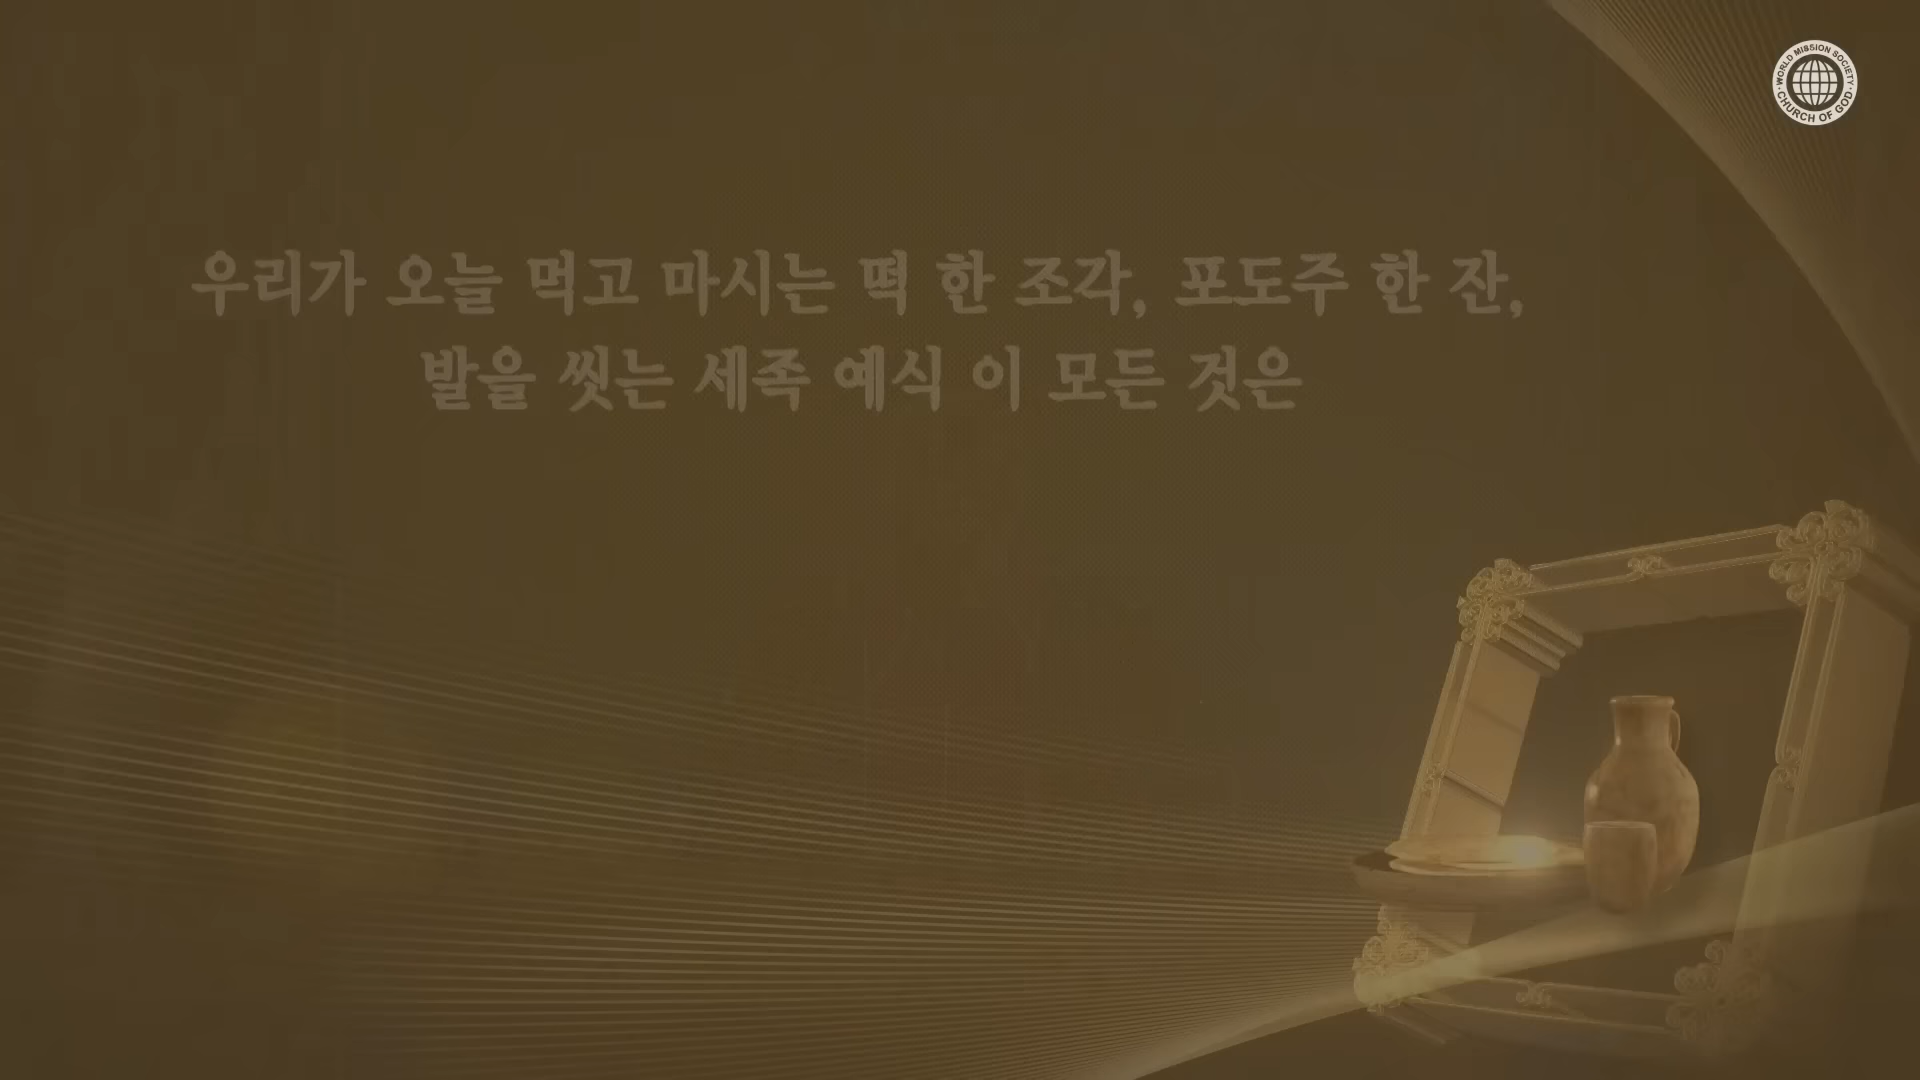 WORLD MISSION SOCIETY
CHURCH OF GOD
우리가 오늘 먹고 마시는 떡 한 조각, 포도주 한 잔,
발을 씻는 세족 예식 이 모든 것은